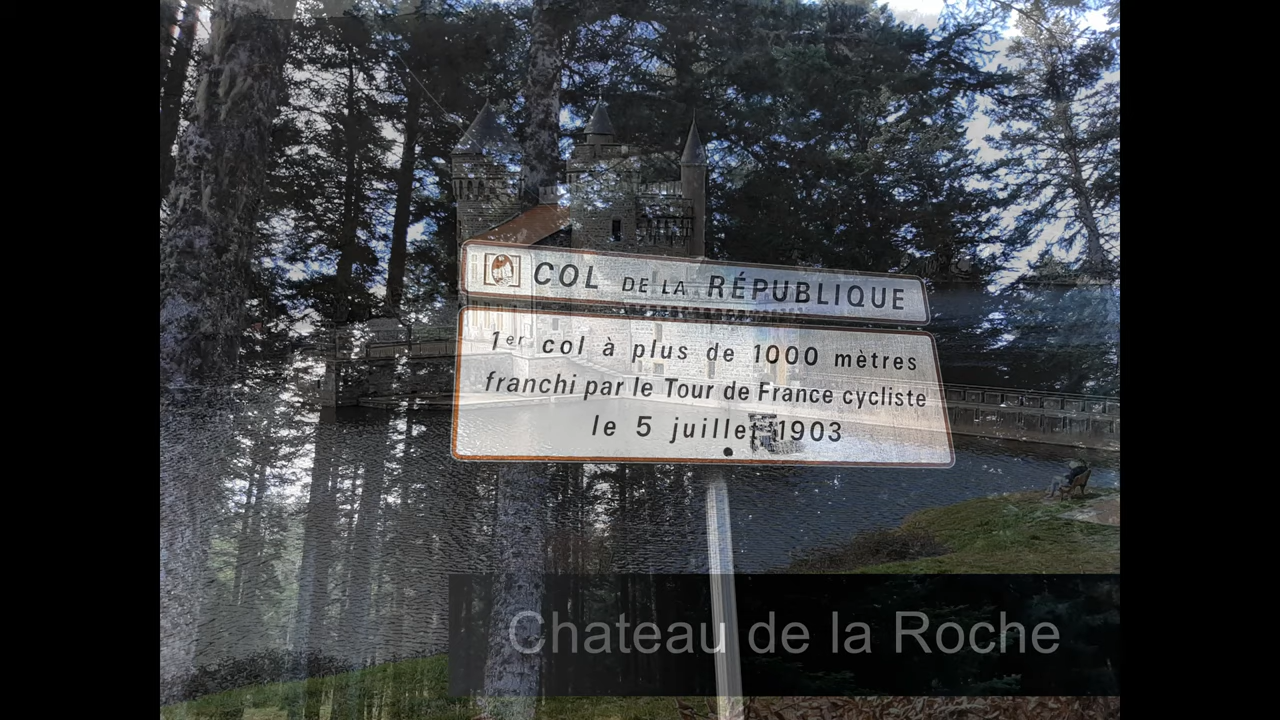 COL DE LA RÉPUBLIQUE
1er col à plus de 1000 mètres
franchi par le Tour de France cycliste
le 5 juillet 1903
Chateau de la Roche